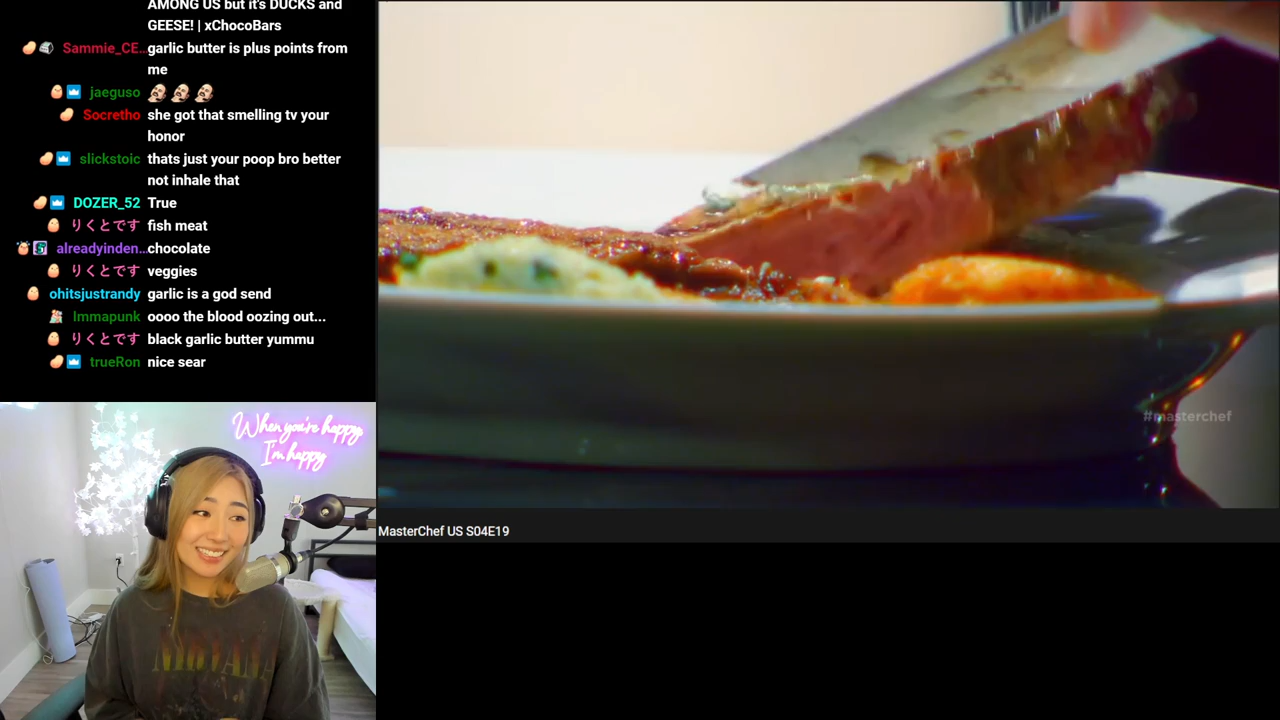 AMONG US but it's DUCKS and
GEESE! | xChocoBars
Sammie_CE... garlic butter is plus points from
me
jaeguso
Socretho she got that smelling tv your
honor
slickstoic thats just your poop bro better
not inhale that
DOZER_52 True
りくとです fish meat
alreadyinden... chocolate
りくとです veggies
ohitsjustrandy garlic is a god send
Immapunk oooo the blood oozing out...
りくとです black garlic butter yummu
trueRon nice sear
When you're happy
I'm happy
NIRVANA
#masterchef
MasterChef US S04E19